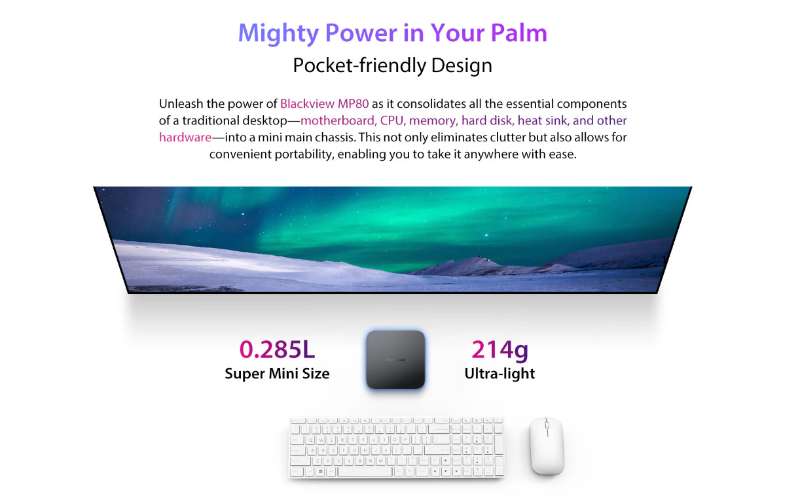 Mighty Power in Your Palm
Pocket-friendly Design
Unleash the power of Blackview MP80 as it consolidates all the essential components
of a traditional desktop—motherboard, CPU, memory, hard disk, heat sink, and other
hardware—into a mini main chassis. This not only eliminates clutter but also allows for
convenient portability, enabling you to take it anywhere with ease.
0.285L
Super Mini Size
214g
Ultra-light